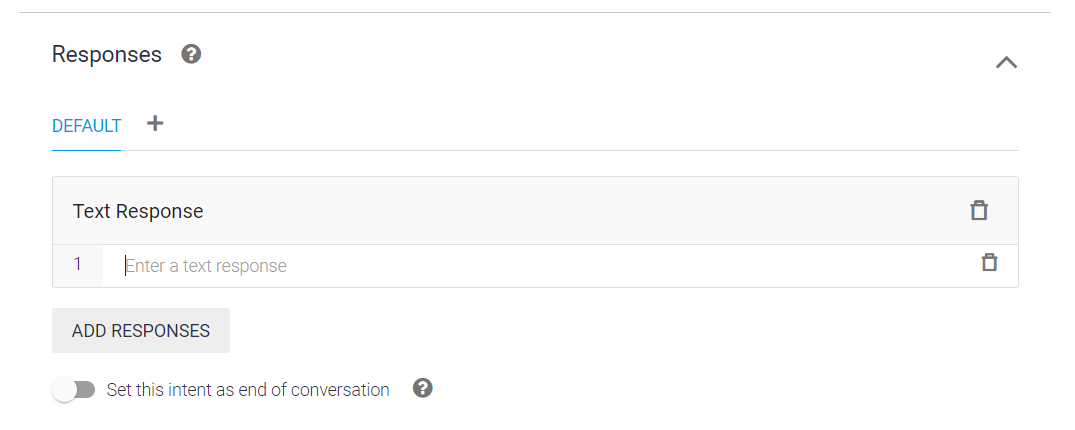 Responses
DEFAULT +
Text Response
1 Enter a text response
ADD RESPONSES
Set this intent as end of conversation